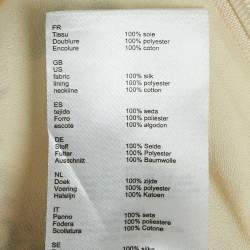 FR
Tissu 100% soie
Doublure 100% polyester
Encolure 100% coton
GB
US
fabric 100% silk
lining 100% polyester
neckline 100% cotton
ES
tejido 100% seda
Forro 100% poliéster
escote 100% algodon
DE
Stoff 100% Seide
Futter 100% Polyester
Ausschnitt 100% Baumwolle
NL
Doek 100% zijde
Voering 100% polyester
Halslijn 100% Katoen
IT
Panno 100% seta
Fodera 100% poliestere
Scollatura 100% Cotone
SE